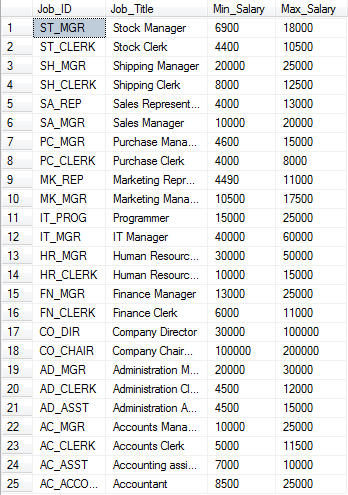 Job_ID Job_Title Min_Salary Max_Salary
1 ST_MGR Stock Manager 6900 18000
2 ST_CLERK Stock Clerk 4400 10500
3 SH_MGR Shipping Manager 20000 25000
4 SH_CLERK Shipping Clerk 8000 12500
5 SA_REP Sales Represent... 4000 13000
6 SA_MGR Sales Manager 10000 20000
7 PC_MGR Purchase Mana... 4600 15000
8 PC_CLERK Purchase Clerk 4000 8000
9 MK_REP Marketing Repr... 4490 11000
10 MK_MGR Marketing Mana... 10500 17500
11 IT_PROG Programmer 15000 25000
12 IT_MGR IT Manager 40000 60000
13 HR_MGR Human Resourc... 30000 50000
14 HR_CLERK Human Resourc... 10000 15000
15 FN_MGR Finance Manager 13000 25000
16 FN_CLERK Finance Clerk 6000 11000
17 CO_DIR Company Director 30000 100000
18 CO_CHAIR Company Chair... 100000 200000
19 AD_MGR Administration M... 20000 30000
20 AD_CLERK Administration Cl... 4500 12000
21 AD_ASST Administration A... 4500 15000
22 AC_MGR Accounts Mana... 10000 25000
23 AC_CLERK Accounts Clerk 5000 11500
24 AC_ASST Accounting assi... 7000 10000
25 AC_ACCO... Accountant 8500 25000